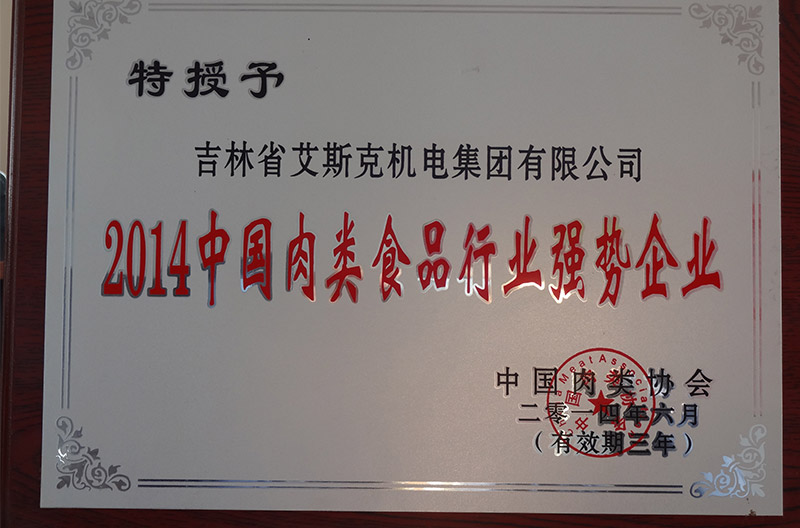 特授予
吉林省艾斯克机电集团有限公司
2014中国肉类食品行业强势企业
中国肉类协会
二零一四年六月
(有效期三年)
Meat Associa